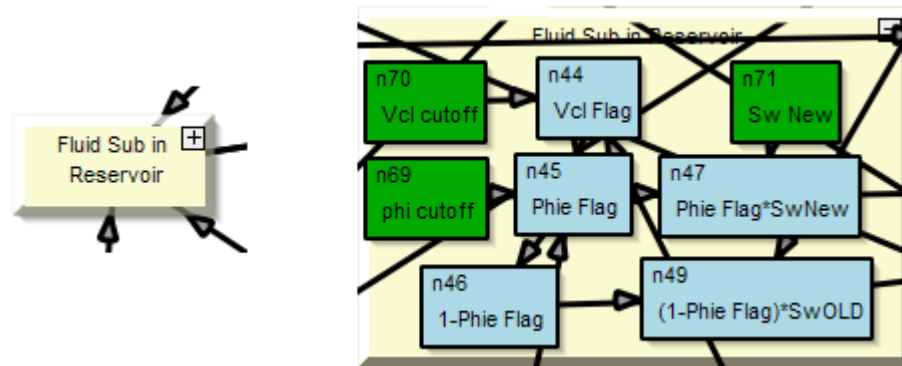 Fluid Sub in
Reservoir
Fluid Sub in Reservoir
n70
Vcl cutoff
n44
Vcl Flag
n71
Sw New
n69
phi cutoff
n45
Phie Flag
n47
Phie Flag*SwNew
n46
1-Phie Flag
n49
(1-Phie Flag)*SwOLD